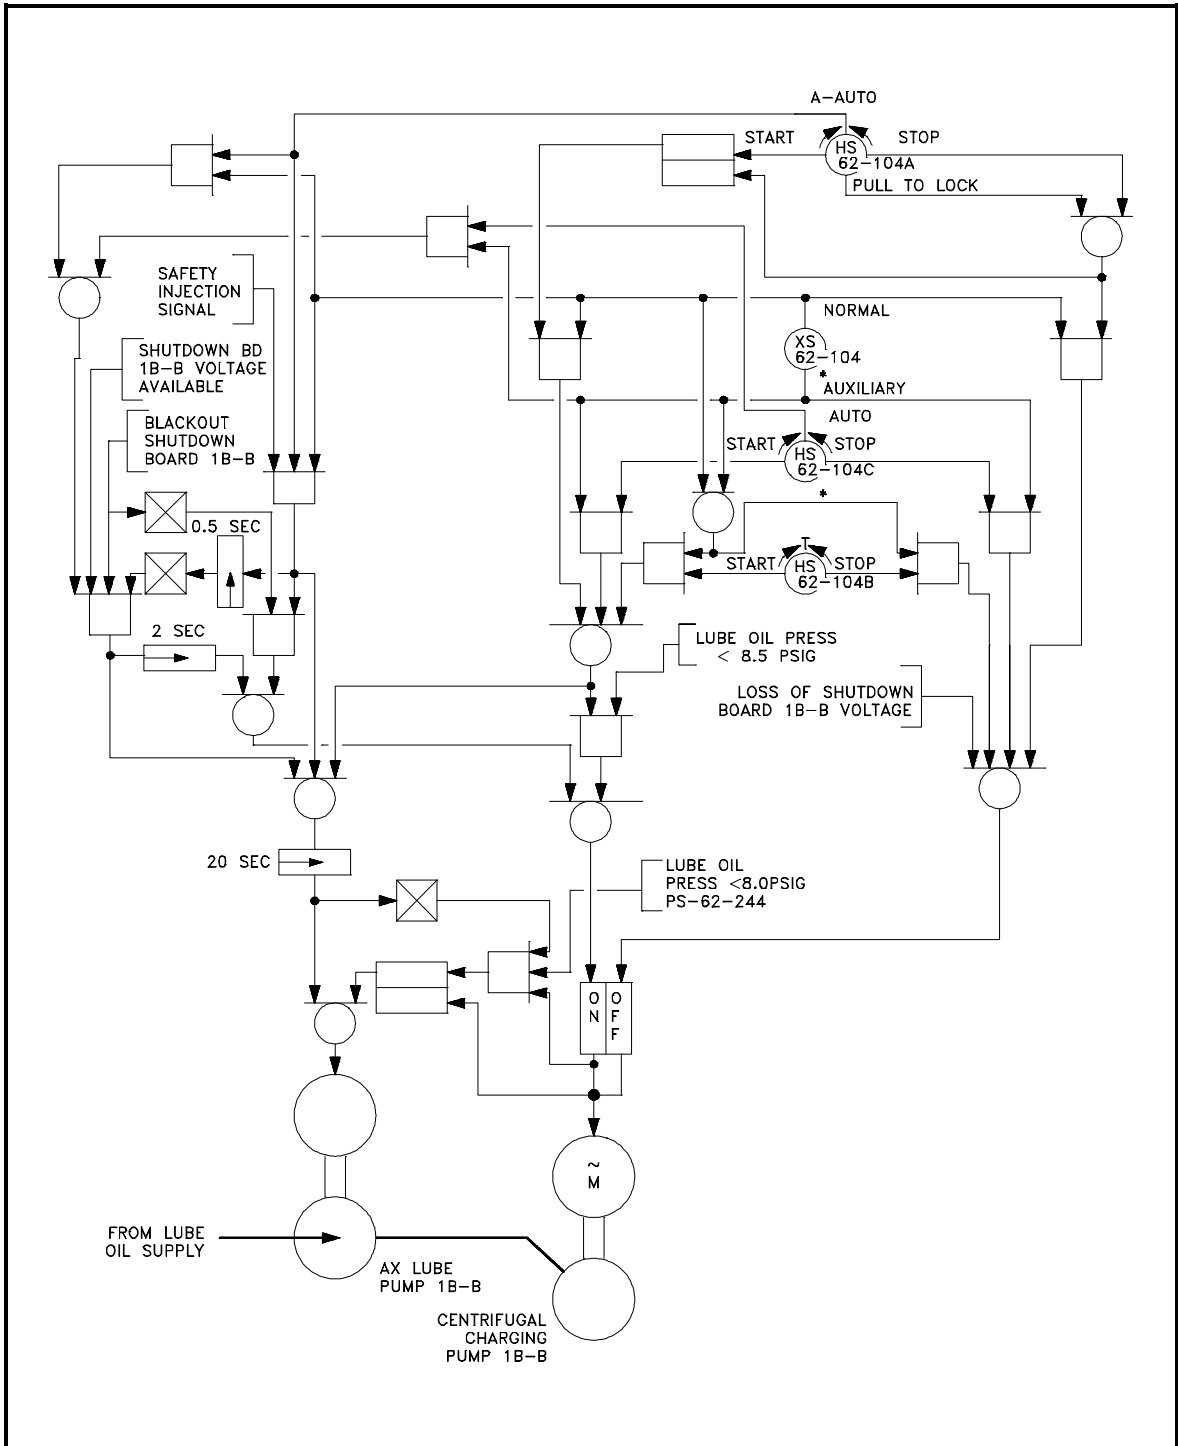 A-AUTO
START
STOP
HS
62-104A
PULL TO LOCK
SAFETY
INJECTION
SIGNAL
NORMAL
SHUTDOWN BD
1B-B VOLTAGE
AVAILABLE
XS
62-104
*
AUXILIARY
BLACKOUT
SHUTDOWN
BOARD 1B-B
AUTO
START
STOP
HS
62-104C
*
0.5 SEC
T
START
STOP
HS
62-104B
2 SEC
LUBE OIL PRESS
< 8.5 PSIG
LOSS OF SHUTDOWN
BOARD 1B-B VOLTAGE
20 SEC
LUBE OIL
PRESS <8.0PSIG
PS-62-244
ON
OFF
~
M
FROM LUBE
OIL SUPPLY
AX LUBE
PUMP 1B-B
CENTRIFUGAL
CHARGING
PUMP 1B-B